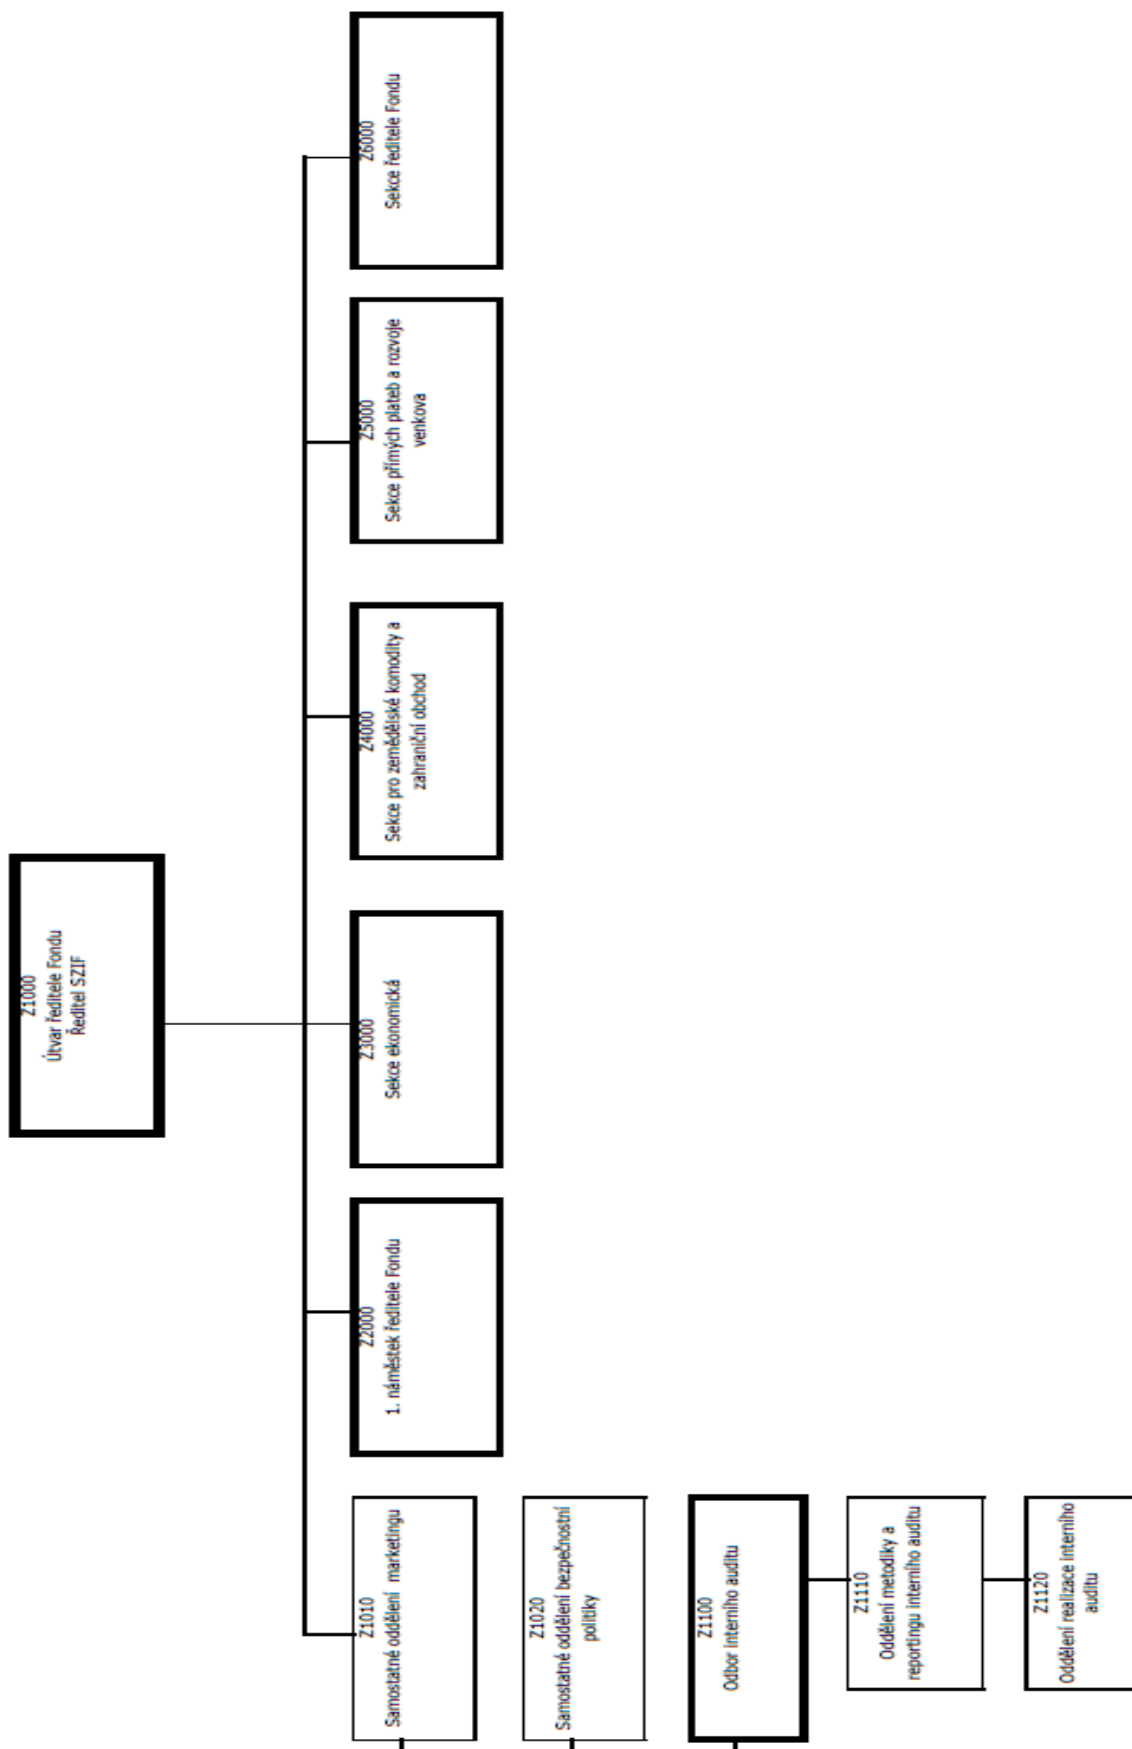 Z1000
Útvar ředitele Fondu
Ředitel SZIF
Z1010
Samostatné oddělení marketingu
Z2000
1. náměstek ředitele Fondu
Z3000
Sekce ekonomická
Z4000
Sekce pro zemědělské komodity a
zahraniční obchod
Z5000
Sekce přímých plateb a rozvoje
venkova
Z6000
Sekce ředitele Fondu
Z1020
Samostatné oddělení bezpečnostní
politiky
Z1100
Odbor interního auditu
Z1110
Oddělení metodiky a
reportingu interního auditu
Z1120
Oddělení realizace interního
auditu